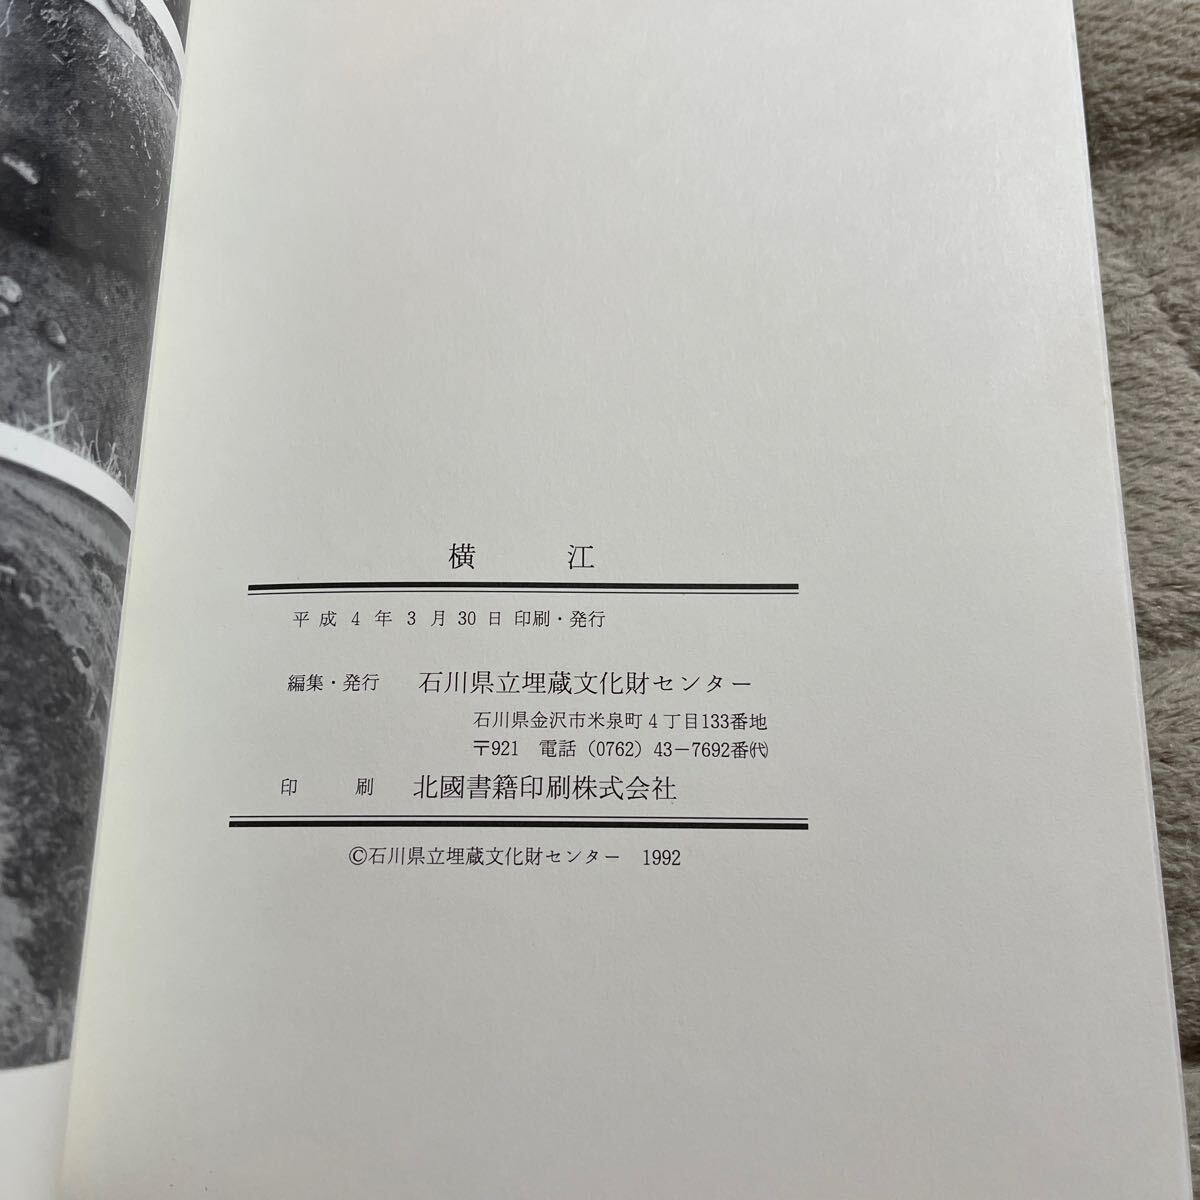 横　江
平成4年3月30日 印刷・発行
編集・発行　石川県立埋蔵文化財センター
石川県金沢市米泉町4丁目133番地
〒921　電話（0762）43－7692番㈹
印　刷　北國書籍印刷株式会社
©石川県立埋蔵文化財センター　1992